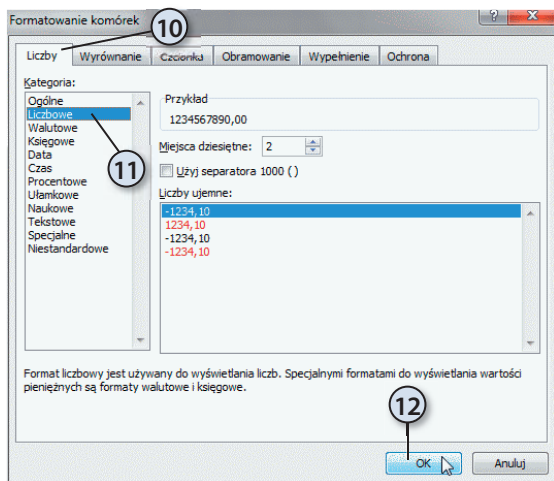 Formatowanie komórek
10
Liczby Wyrównanie Czcionka Obramowanie Wypełnienie Ochrona
Kategoria:
Ogólne
Liczbowe
Walutowe
Księgowe
Data
Czas
Procentowe
Ułamkowe
Naukowe
Tekstowe
Specjalne
Niestandardowe
11
Przykład
1234567890,00
Miejsca dziesiętne: 2
Użyj separatora 1000 ( )
Liczby ujemne:
-1234,10
1234,10
-1234,10
-1234,10
Format liczbowy jest używany do wyświetlania liczb. Specjalnymi formatami do wyświetlania wartości
pieniężnych są formaty walutowe i księgowe.
12
OK Anuluj